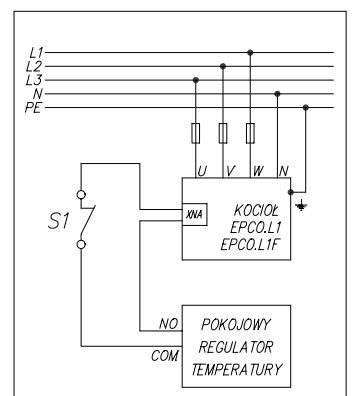 L1
L2
L3
N
PE
U V W N
XNA
KOCIOŁ
EPCO.L1
EPCO.L1F
S1
NO
COM
POKOJOWY
REGULATOR
TEMPERATURY